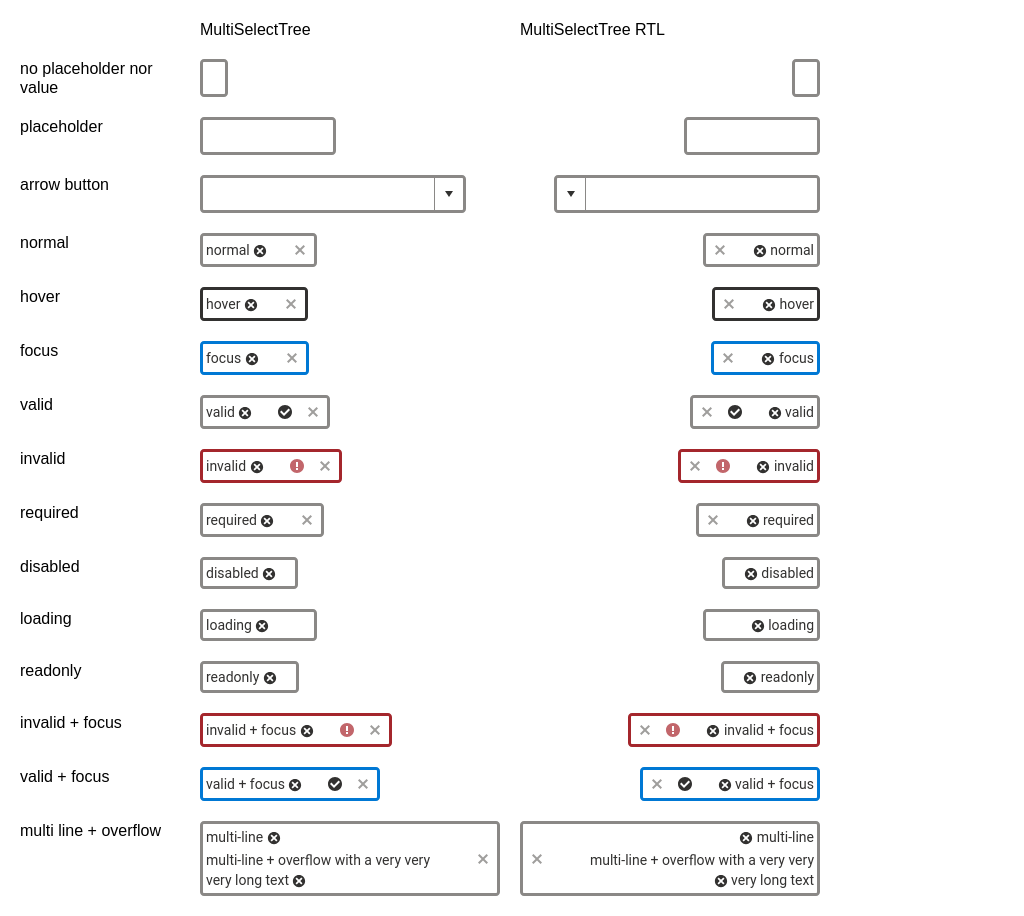 MultiSelectTree MultiSelectTree RTL
no placeholder nor
value
placeholder
arrow button
normal normal normal
hover hover hover
focus focus focus
valid valid valid
invalid invalid invalid
required required required
disabled disabled disabled
loading loading loading
readonly readonly readonly
invalid + focus invalid + focus invalid + focus
valid + focus valid + focus valid + focus
multi line + overflow multi-line multi-line
multi-line + overflow with a very very multi-line + overflow with a very very
very long text very long text